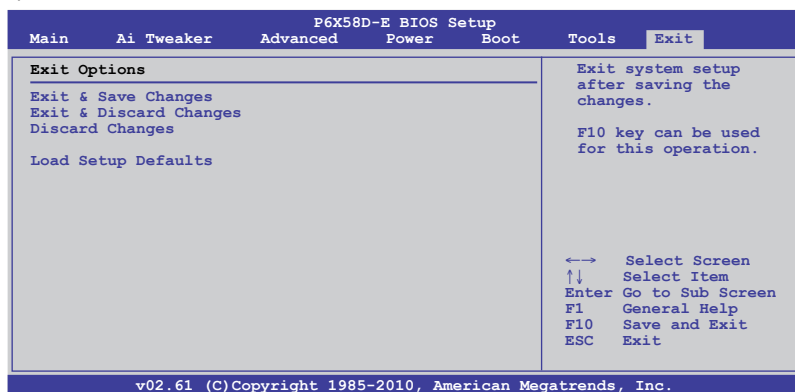 P6X58D-E BIOS Setup
Main Ai Tweaker Advanced Power Boot Tools Exit
Exit Options
Exit & Save Changes
Exit & Discard Changes
Discard Changes
Load Setup Defaults
Exit system setup
after saving the
changes.
F10 key can be used
for this operation.
←→ Select Screen
↑↓ Select Item
Enter Go to Sub Screen
F1 General Help
F10 Save and Exit
ESC Exit
v02.61 (C)Copyright 1985-2010, American Megatrends, Inc.